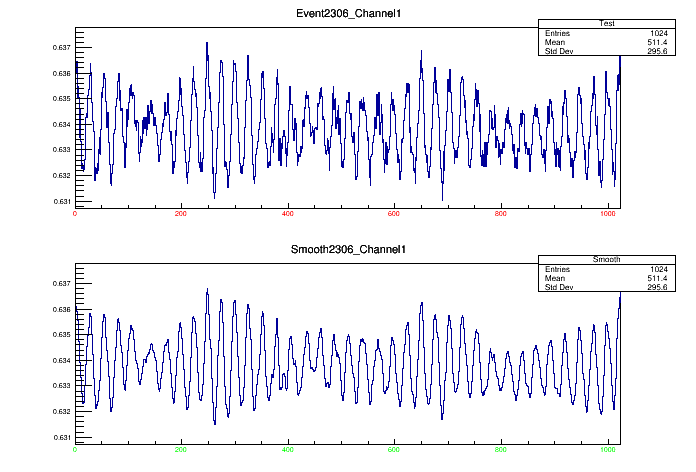 Event2306_Channel1
Test
Entries 1024
Mean 511.4
Std Dev 295.6
0.637
0.636
0.635
0.634
0.633
0.632
0.631
0 200 400 600 800 1000
Smooth2306_Channel1
Smooth
Entries 1024
Mean 511.4
Std Dev 295.6
0.637
0.636
0.635
0.634
0.633
0.632
0.631
0 200 400 600 800 1000